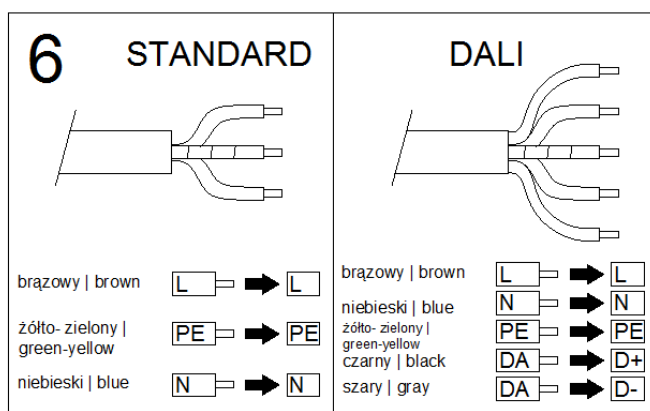 6 STANDARD
brązowy | brown L L
żółto- zielony |
green-yellow PE PE
niebieski | blue N N
DALI
brązowy | brown L L
niebieski | blue N N
żółto- zielony |
green-yellow PE PE
czarny | black DA D+
szary | gray DA D-